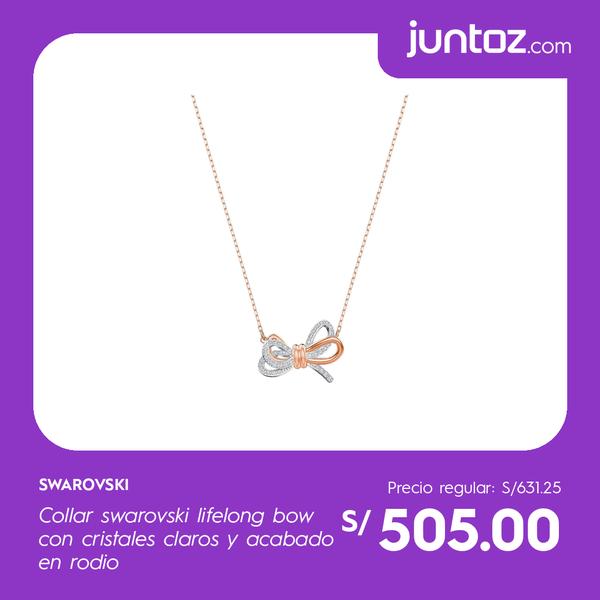 juntoz.com
SWAROVSKI
Collar swarovski lifelong bow
con cristales claros y acabado
en rodio
Precio regular: S/631.25
S/ 505.00